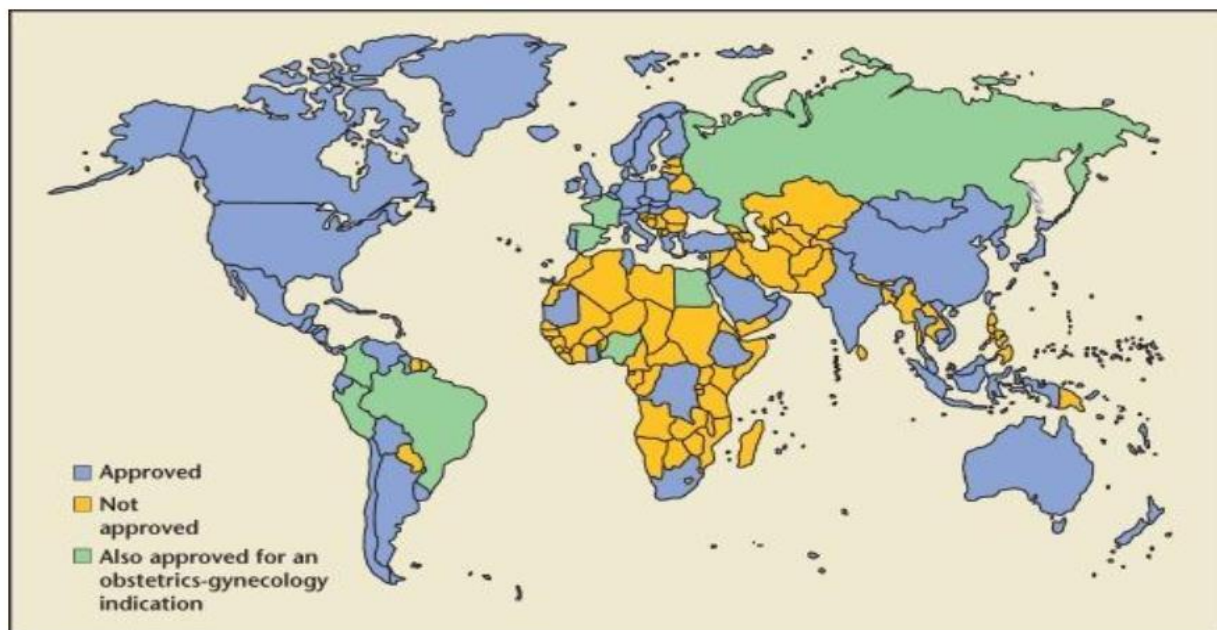 Approved
Not
approved
Also approved for an
obstetrics-gynecology
indication